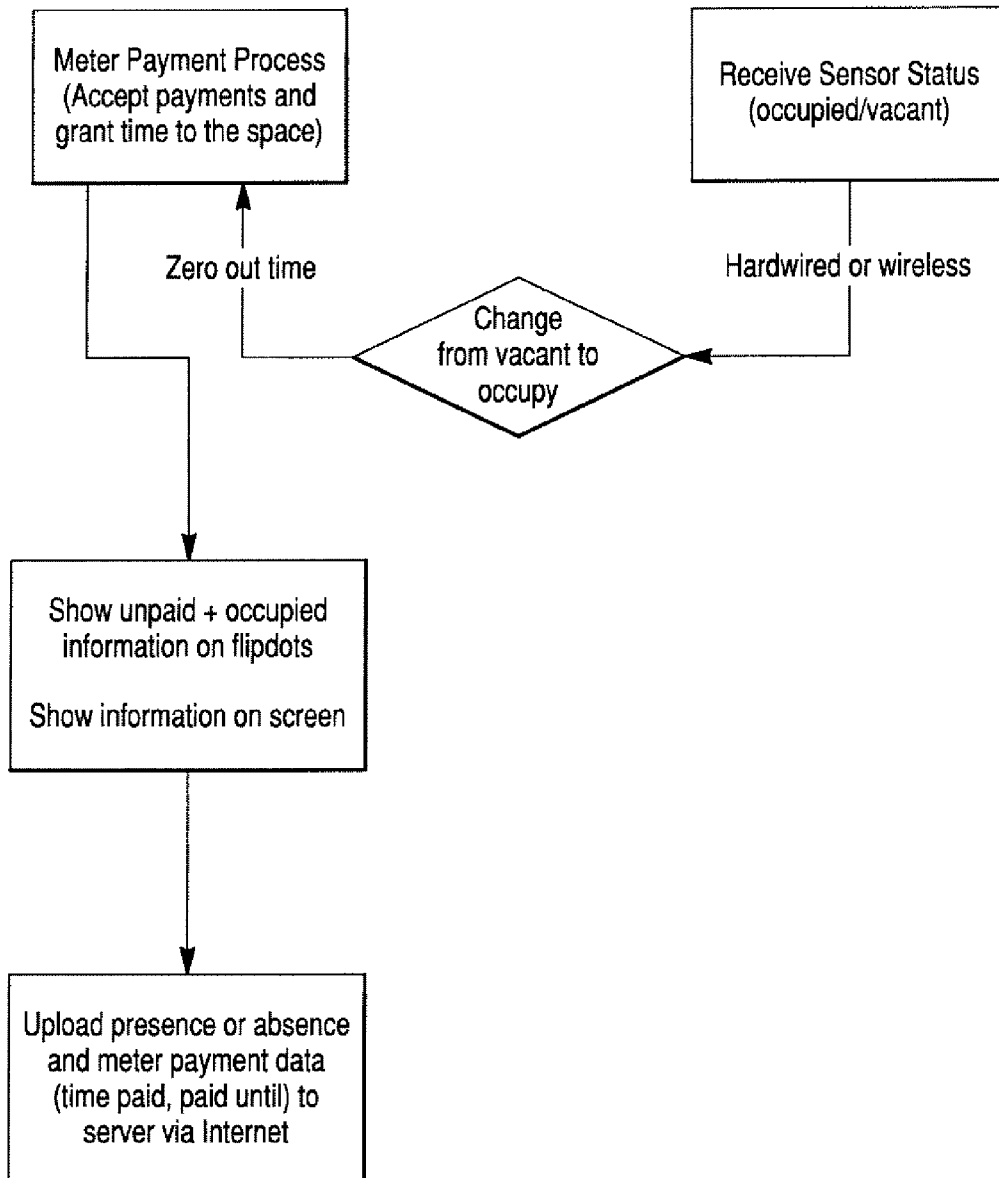 Meter Payment Process
(Accept payments and
grant time to the space)
Receive Sensor Status
(occupied/vacant)
Zero out time
Hardwired or wireless
Change
from vacant to
occupy
Show unpaid + occupied
information on flipdots
Show information on screen
Upload presence or absence
and meter payment data
(time paid, paid until) to
server via Internet